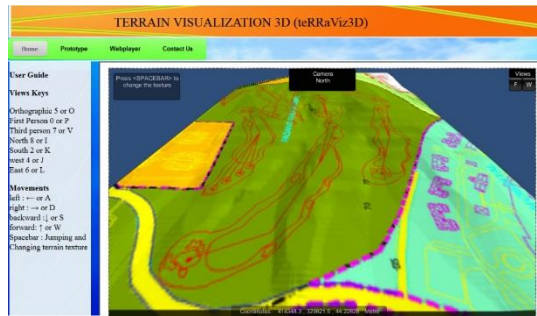 TERRAIN VISUALIZATION 3D (teRRaViz3D)
Home Prototype Webplayer Contact Us
User Guide
Views Keys
Orthographic 5 or O
First Person 0 or P
Third person 7 or V
North 8 or I
South 2 or K
west 4 or J
East 6 or L
Movements
left : ← or A
right : → or D
backward :↓ or S
forward: ↑ or W
Spacebar : Jumping and
Changing terrain texture
Press <SPACEBAR> to
change the texture
Camera
North
Views
F W